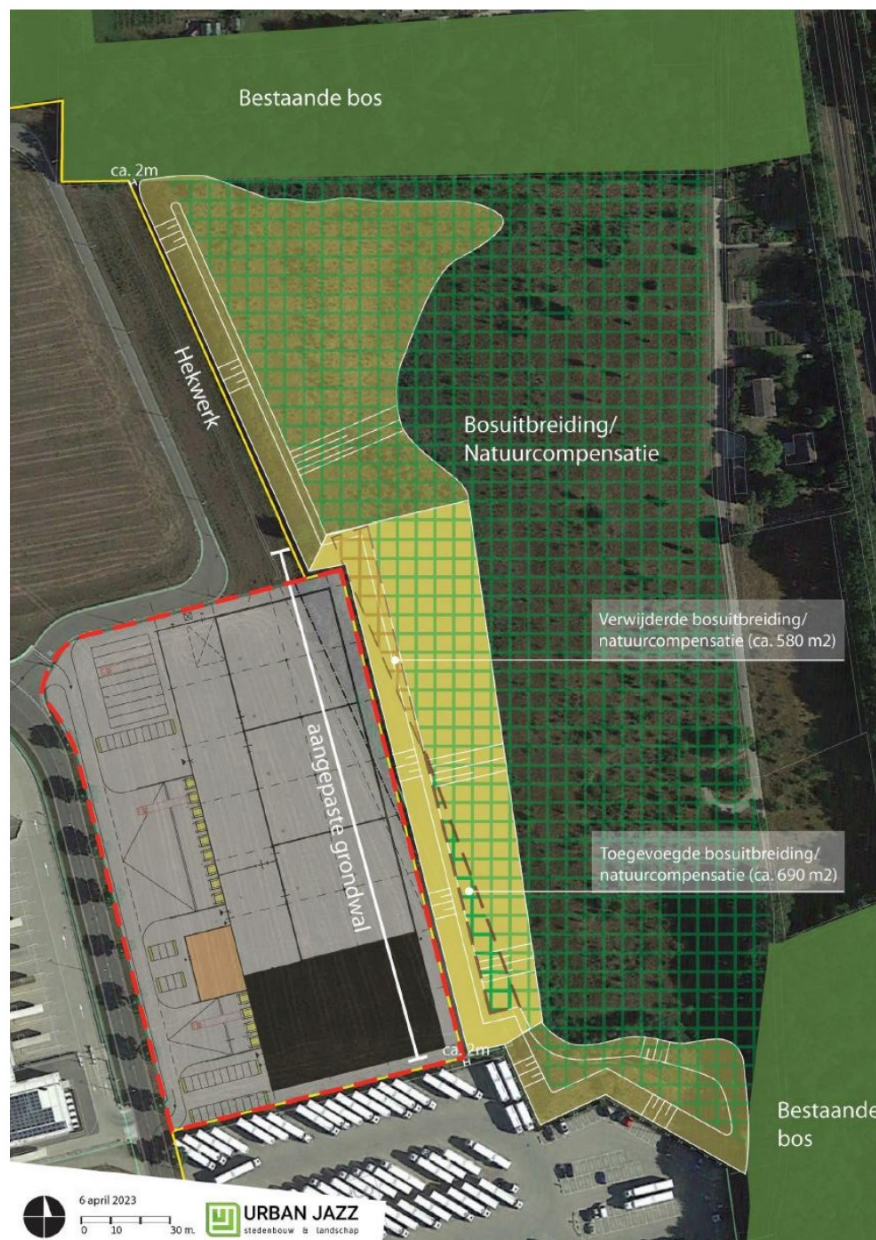 Bestaande bos
ca. 2m
Hekwerk
Bosuitbreiding/
Natuurcompensatie
Verwijderde bosuitbreiding/
natuurcompensatie (ca. 580 m2)
aangepaste grondwal
Toegevoegde bosuitbreiding/
natuurcompensatie (ca. 690 m2)
ca. 2m
Bestaande
bos
6 april 2023
0 10 30 m.
URBAN JAZZ
stedenbouw & landschap